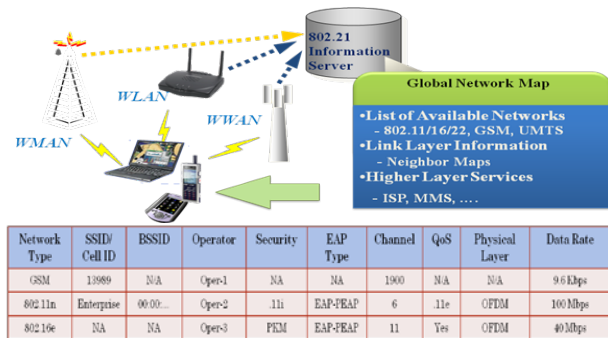 802.21
Information
Server
WLAN
WMAN
WWAN
Global Network Map
•List of Available Networks
- 802.11/16/22, GSM, UMTS
•Link Layer Information
- Neighbor Maps
•Higher Layer Services
- ISP, MMS, ....
Network Type SSID/ Cell ID BSSID Operator Security EAP Type Channel QoS Physical Layer Data Rate
GSM 13989 N/A Oper-1 NA NA 1900 N/A N/A 9.6 Kbps
802.11n Enterprise 00:00:... Oper-2 .11i EAP-PEAP 6 .11e OFDM 100 Mbps
802.16e NA NA Oper-3 PKM EAP-PEAP 11 Yes OFDM 40 Mbps